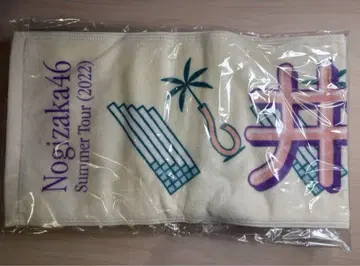 Nogizaka46
Summer Tour (2022)
井